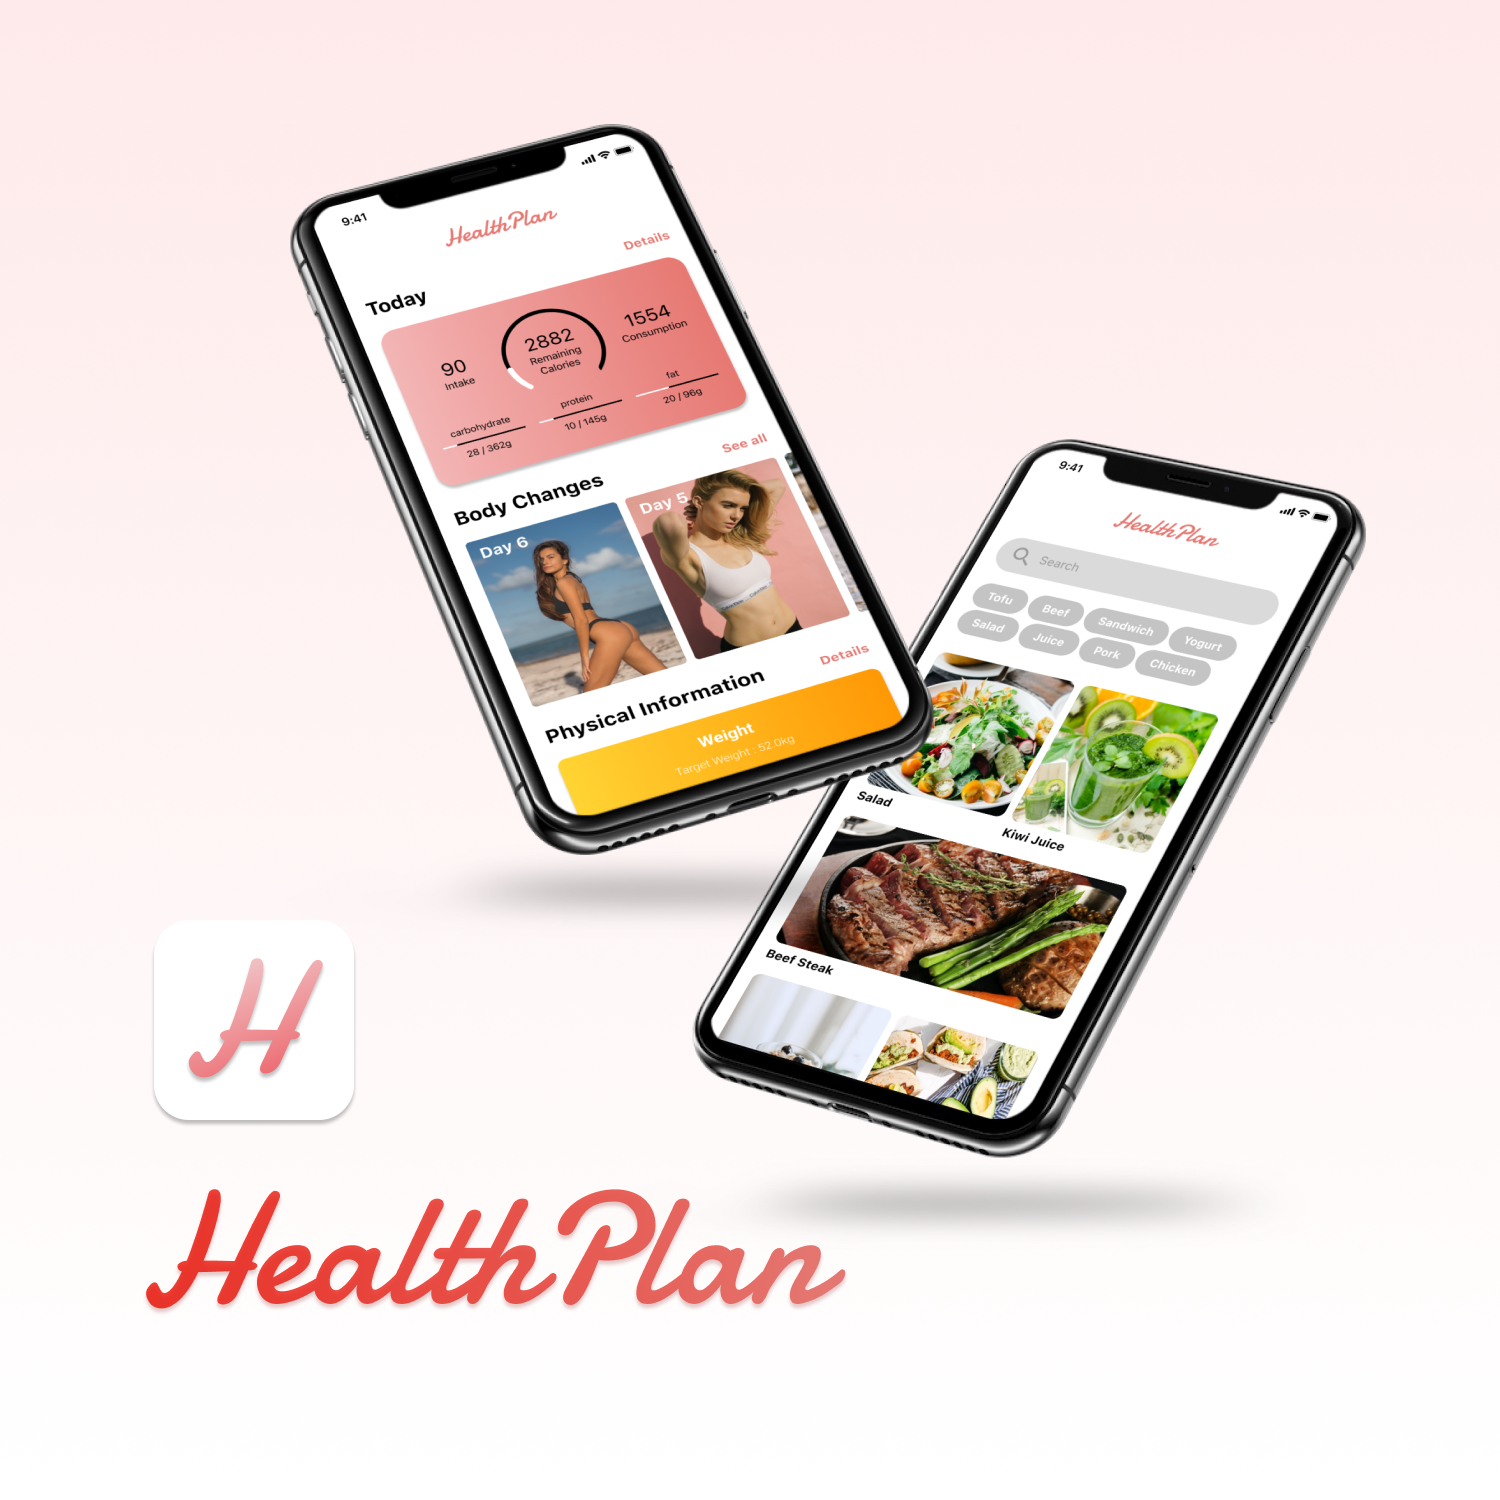 9:41
HealthPlan
Details
Today
90
Intake
2882
Remaining
Calories
1554
Consumption
carbohydrate
28 / 362g
protein
10 / 145g
fat
20 / 96g
Body Changes
See all
Day 6
Day 5
Physical Information
Details
Weight
Target Weight : 52.0kg
9:41
HealthPlan
Search
Tofu Beef Sandwich Yogurt
Salad Juice Pork Chicken
Salad
Kiwi Juice
Beef Steak
H
HealthPlan